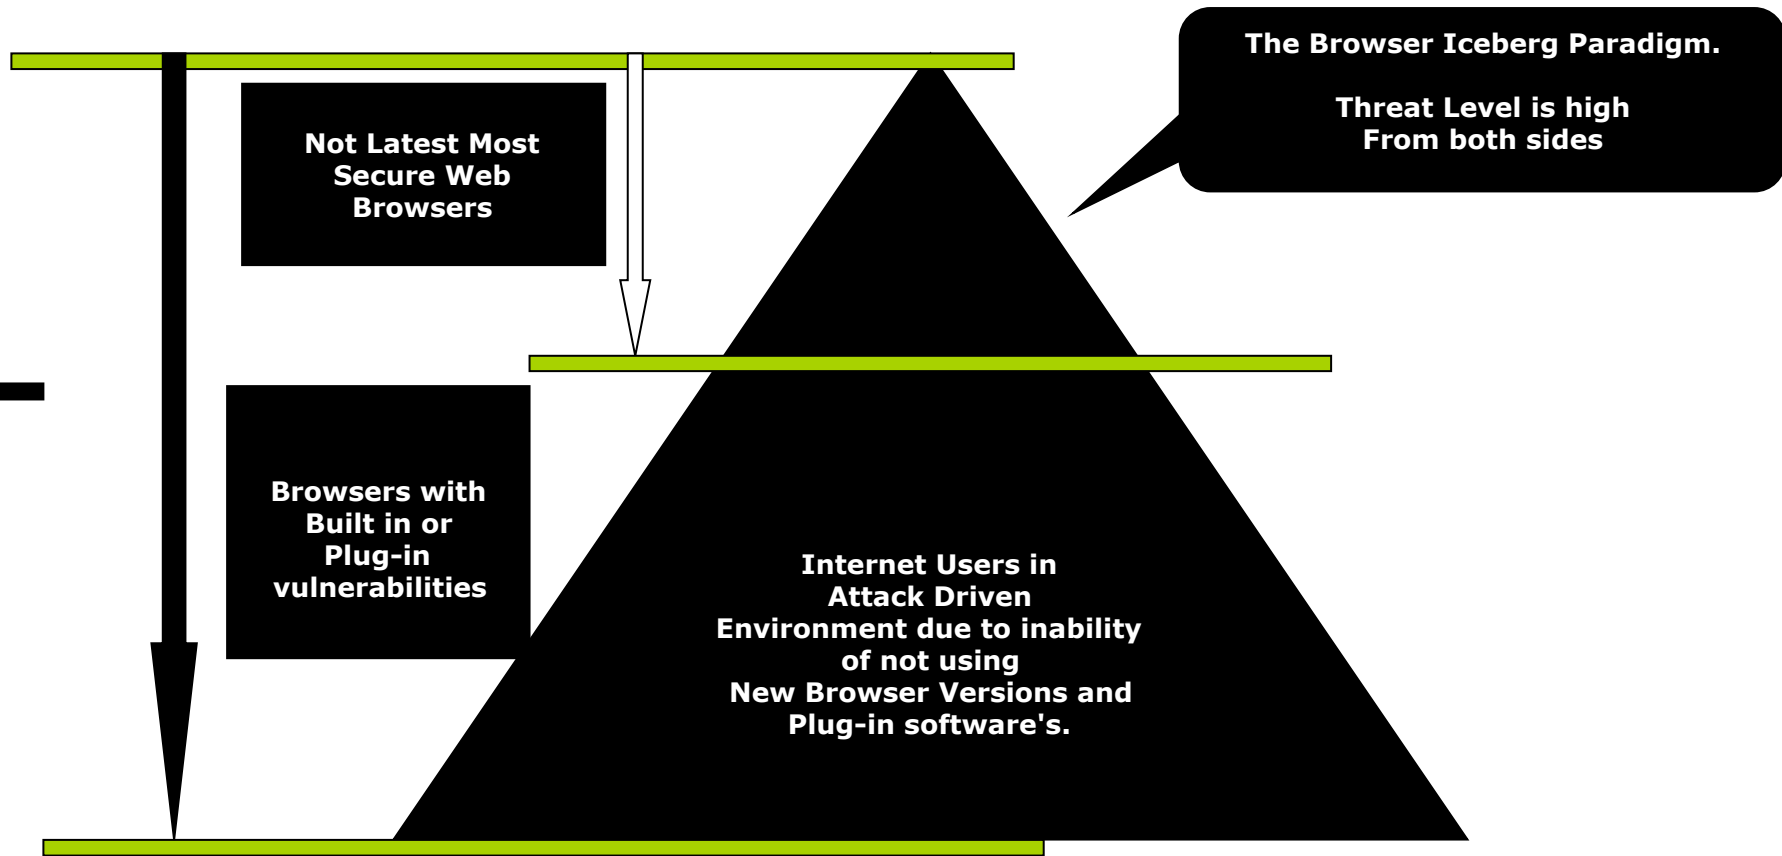 The Browser Iceberg Paradigm.
Threat Level is high
From both sides
Not Latest Most
Secure Web
Browsers
Browsers with
Built in or
Plug-in
vulnerabilities
Internet Users in
Attack Driven
Environment due to inability
of not using
New Browser Versions and
Plug-in software's.